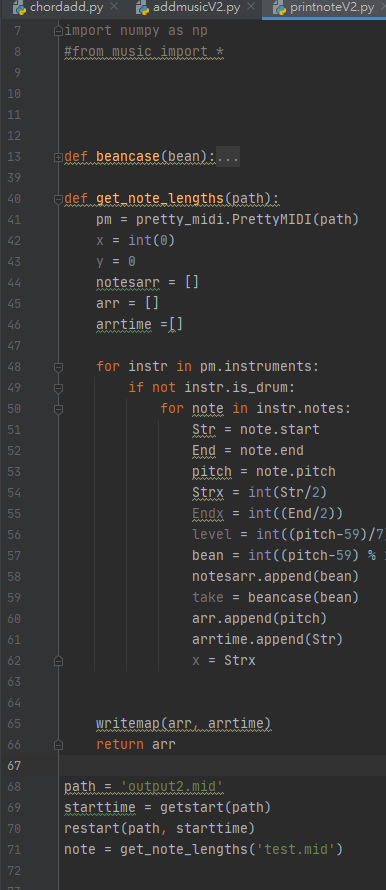 chordadd.py × addmusicV2.py × printnoteV2.py ×
7 import numpy as np
8 #from music import *
9
10
11
12
13 def beancase(bean):...
39
40 def get_note_lengths(path):
41 pm = pretty_midi.PrettyMIDI(path)
42 x = int(0)
43 y = 0
44 notesarr = []
45 arr = []
46 arrtime =[]
47
48 for instr in pm.instruments:
49 if not instr.is_drum:
50 for note in instr.notes:
51 Str = note.start
52 End = note.end
53 pitch = note.pitch
54 Strx = int(Str/2)
55 Endx = int((End/2))
56 level = int((pitch-59)/7
57 bean = int((pitch-59) %
58 notesarr.append(bean)
59 take = beancase(bean)
60 arr.append(pitch)
61 arrtime.append(Str)
62 x = Strx
63
64
65 writemap(arr, arrtime)
66 return arr
67
68 path = 'output2.mid'
69 starttime = getstart(path)
70 restart(path, starttime)
71 note = get_note_lengths('test.mid')
72
73